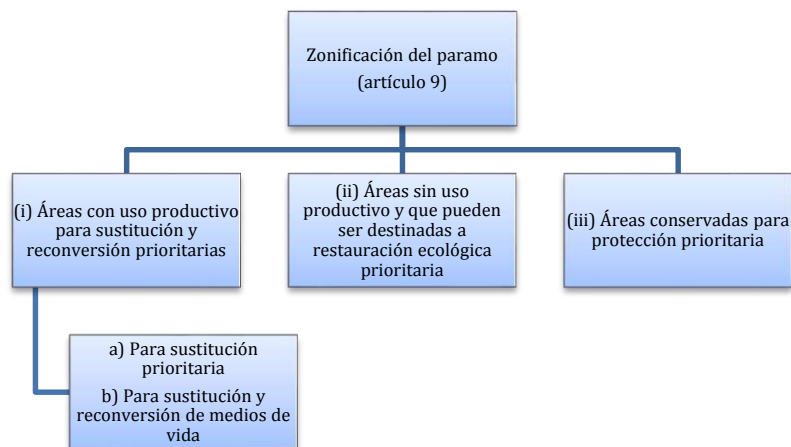 Zonificación del paramo
(artículo 9)
(i) Áreas con uso productivo
para sustitución y
reconversión prioritarias
(ii) Áreas sin uso
productivo y que pueden
ser destinadas a
restauración ecológica
prioritaria
(iii) Áreas conservadas para
protección prioritaria
a) Para sustitución
prioritaria
b) Para sustitución y
reconversión de medios de
vida